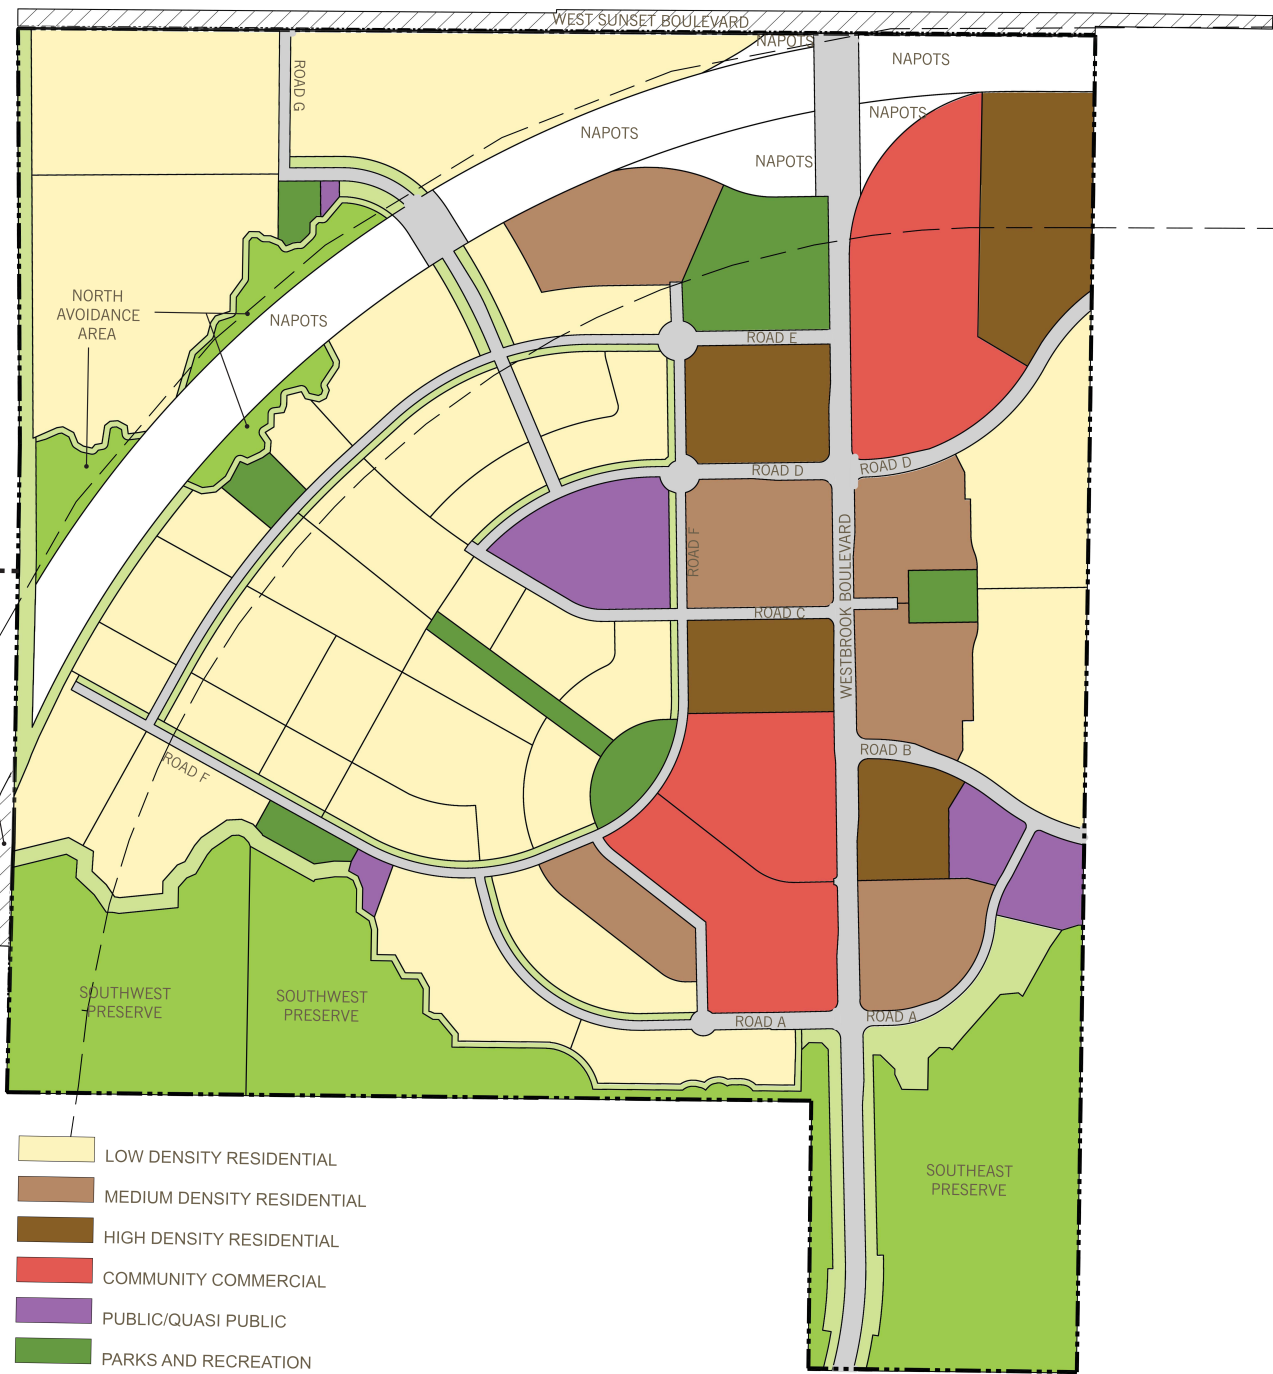 WEST SUNSET BOULEVARD
NAPOTS
NAPOTS
ROAD G
NAPOTS
NAPOTS
NAPOTS
NORTH
AVOIDANCE
AREA
NAPOTS
ROAD E
ROAD D
ROAD D
ROAD F
WESTBROOK BOULEVARD
ROAD C
ROAD B
ROAD F
SOUTHWEST
PRESERVE
SOUTHWEST
PRESERVE
ROAD A
ROAD A
SOUTHEAST
PRESERVE
LOW DENSITY RESIDENTIAL
MEDIUM DENSITY RESIDENTIAL
HIGH DENSITY RESIDENTIAL
COMMUNITY COMMERCIAL
PUBLIC/QUASI PUBLIC
PARKS AND RECREATION